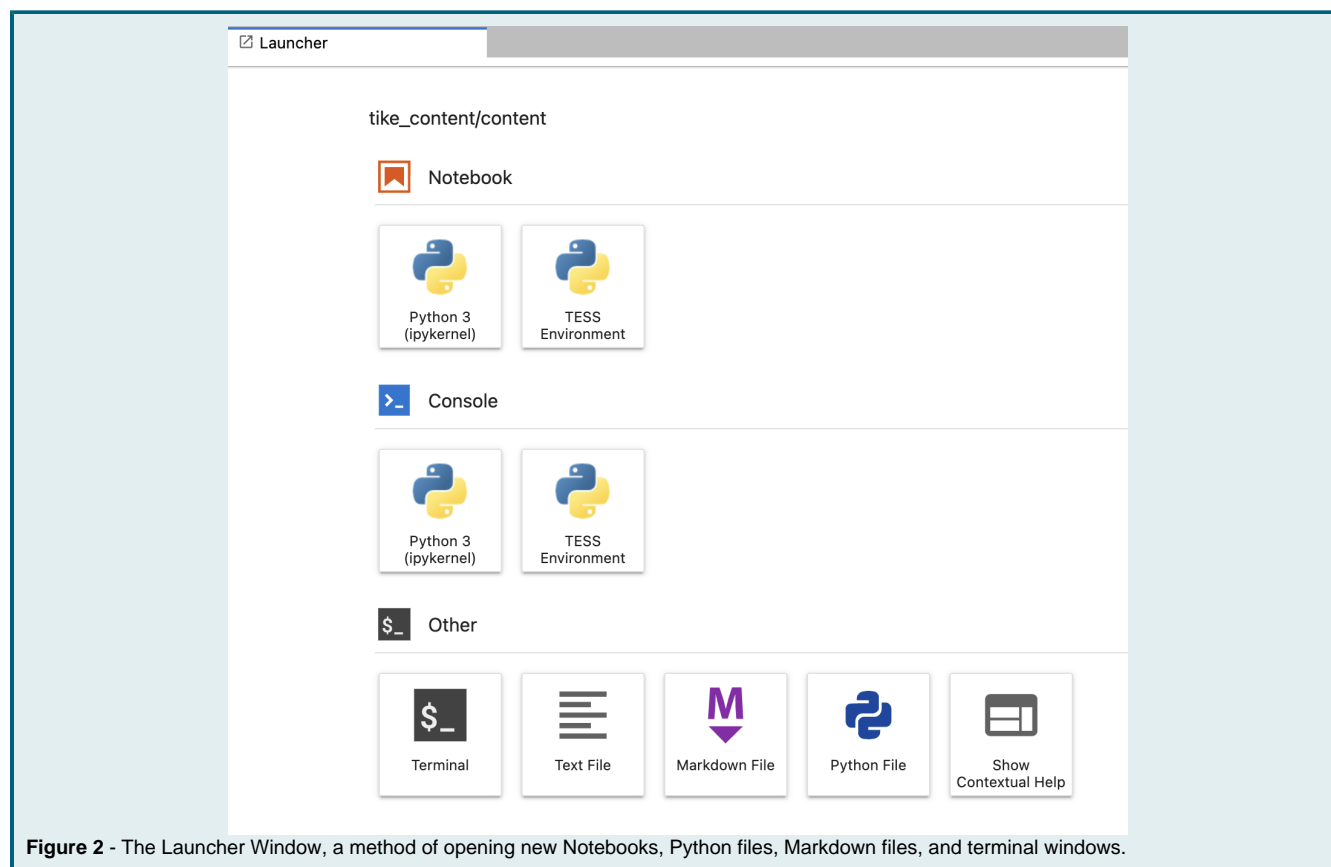 Launcher
tike_content/content
Notebook
Python 3
(ipykernel)
TESS
Environment
>_ Console
Python 3
(ipykernel)
TESS
Environment
$_ Other
$_
Terminal
Text File
M
Markdown File
Python File
Show
Contextual Help
Figure 2 - The Launcher Window, a method of opening new Notebooks, Python files, Markdown files, and terminal windows.